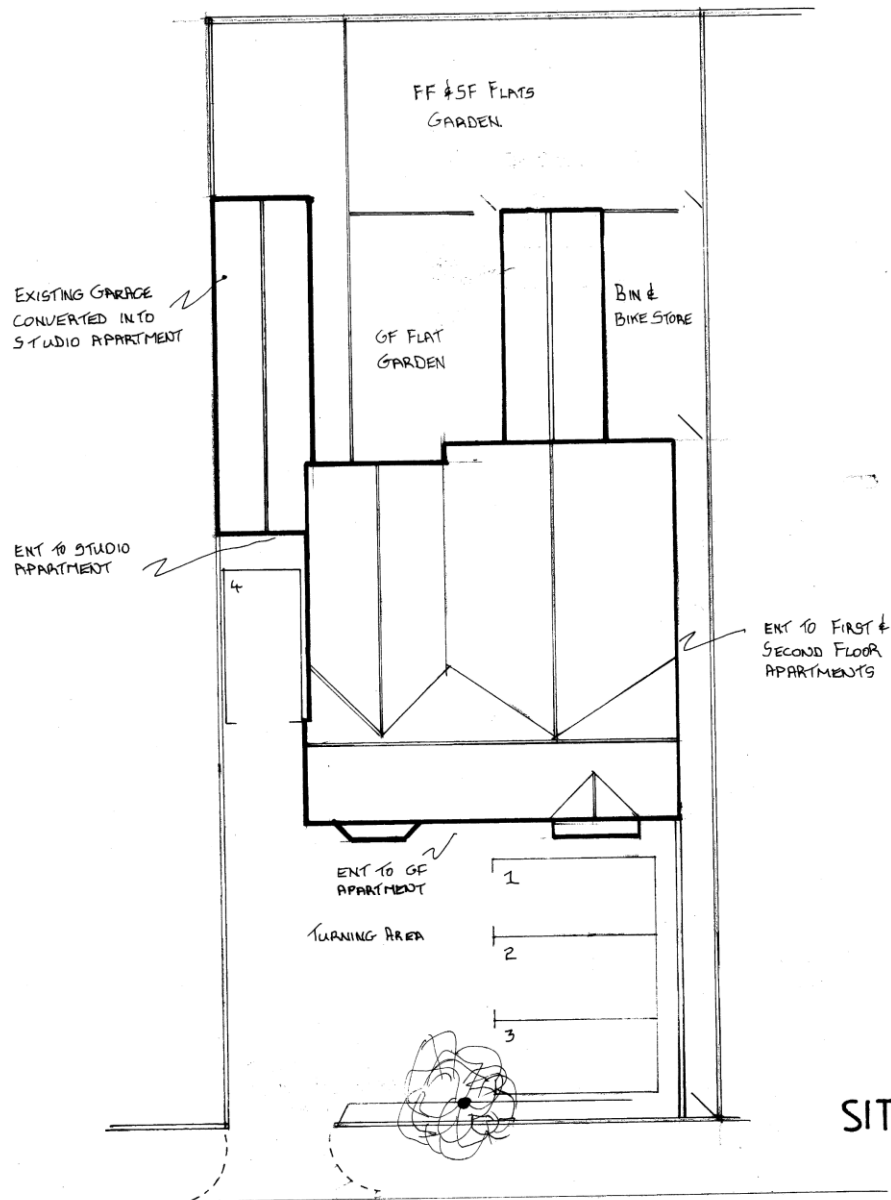 FF & SF FLATS
GARDEN.
EXISTING GARAGE
CONVERTED INTO
STUDIO APARTMENT
GF FLAT
GARDEN
BIN &
BIKE STORE
ENT TO STUDIO
APARTMENT
4
ENT TO FIRST &
SECOND FLOOR
APARTMENTS
ENT TO GF
APARTMENT
1
TURNING AREA
2
3
SIT